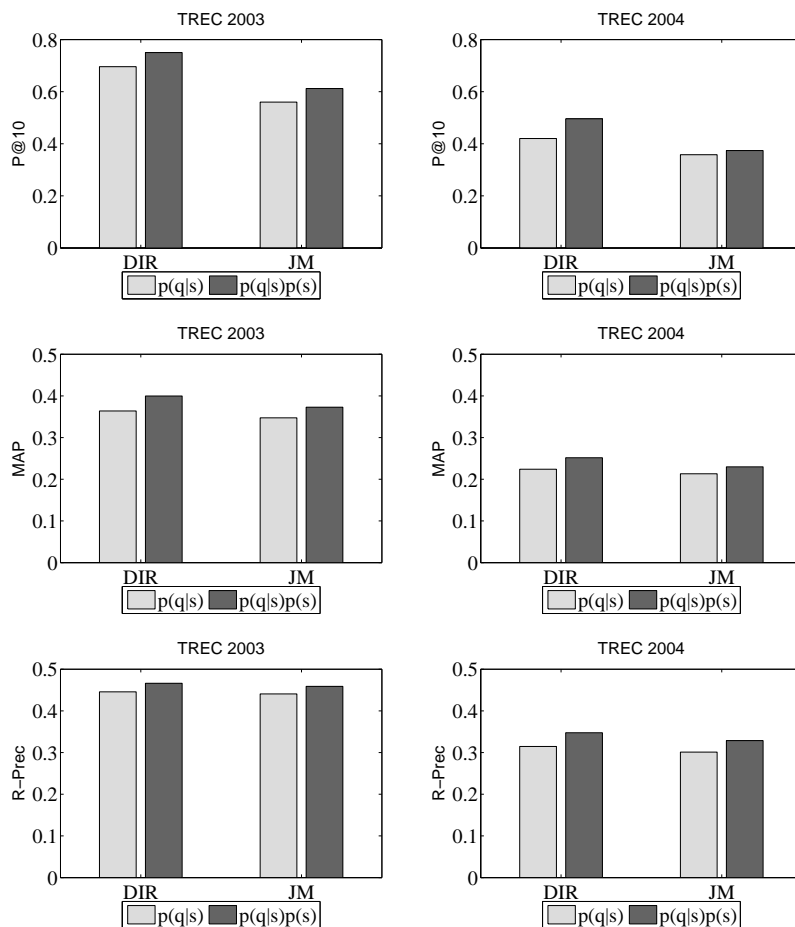 TREC 2003
0.8
0.6
0.4
0.2
0
P@10
DIR
JM
p(q|s)
p(q|s)p(s)
TREC 2004
0.8
0.6
0.4
0.2
0
P@10
DIR
JM
p(q|s)
p(q|s)p(s)
TREC 2003
0.5
0.4
0.3
0.2
0.1
0
MAP
DIR
JM
p(q|s)
p(q|s)p(s)
TREC 2004
0.5
0.4
0.3
0.2
0.1
0
MAP
DIR
JM
p(q|s)
p(q|s)p(s)
TREC 2003
0.5
0.4
0.3
0.2
0.1
0
R−Prec
DIR
JM
p(q|s)
p(q|s)p(s)
TREC 2004
0.5
0.4
0.3
0.2
0.1
0
R−Prec
DIR
JM
p(q|s)
p(q|s)p(s)